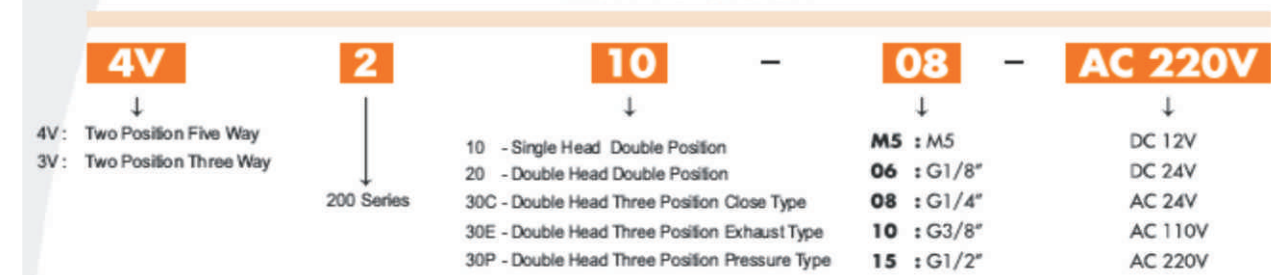 4V 2 10 - 08 - AC 220V
4V : Two Position Five Way
3V : Two Position Three Way
200 Series
10 - Single Head Double Position
20 - Double Head Double Position
30C - Double Head Three Position Close Type
30E - Double Head Three Position Exhaust Type
30P - Double Head Three Position Pressure Type
M5 : M5
06 : G1/8"
08 : G1/4"
10 : G3/8"
15 : G1/2"
DC 12V
DC 24V
AC 24V
AC 110V
AC 220V